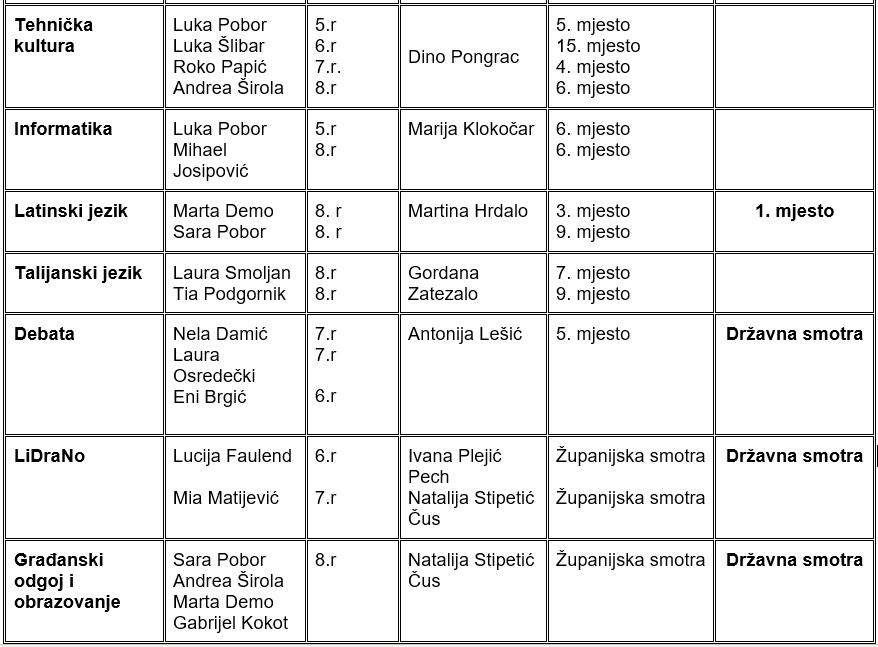 Tehnička
kultura
Luka Pobor
Luka Šlibar
Roko Papić
Andrea Širola
5.r
6.r
7.r.
8.r
Dino Pongrac
5. mjesto
15. mjesto
4. mjesto
6. mjesto
Informatika
Luka Pobor
Mihael
Josipović
5.r
8.r
Marija Klokočar
6. mjesto
6. mjesto
Latinski jezik
Marta Demo
Sara Pobor
8. r
8. r
Martina Hrdalo
3. mjesto
9. mjesto
1. mjesto
Talijanski jezik
Laura Smoljan
Tia Podgornik
8.r
8.r
Gordana
Zatezalo
7. mjesto
9. mjesto
Debata
Nela Damić
Laura
Osredečki
Eni Brgić
7.r
7.r
6.r
Antonija Lešić
5. mjesto
Državna smotra
LiDraNo
Lucija Faulend
Mia Matijević
6.r
7.r
Ivana Plejić
Pech
Natalija Stipetić
Čus
Županijska smotra
Županijska smotra
Državna smotra
Građanski
odgoj i
obrazovanje
Sara Pobor
Andrea Širola
Marta Demo
Gabrijel Kokot
8.r
Natalija Stipetić
Čus
Županijska smotra
Državna smotra